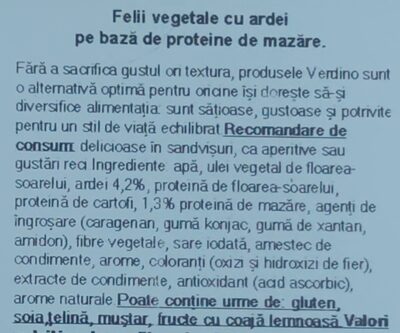 Felii vegetale cu ardei
pe bază de proteine de mazăre.
Fără a sacrifica gustul ori textura, produsele Verdino sunt
o alternativă optimă pentru oricine își dorește să-și
diversifice alimentația: sunt sățioase, gustoase și potrivite
pentru un stil de viață echilibrat Recomandare de
consum: delicioase în sandvișuri, ca aperitive sau
gustări reci Ingrediente: apă, ulei vegetal de floarea-
soarelui, ardei 4,2%, proteină de floarea-soarelui,
proteină de cartofi, 1,3% proteină de mazăre, agenți de
îngroșare (caragenan, gumă konjac, gumă de xantan,
amidon), fibre vegetale, sare iodată, amestec de
condimente, arome, coloranți (oxizi și hidroxizi de fier),
extracte de condimente, antioxidant (acid ascorbic),
arome naturale Poate conține urme de: gluten,
soia,țelină, muștar, fructe cu coajă lemnoasă Valori